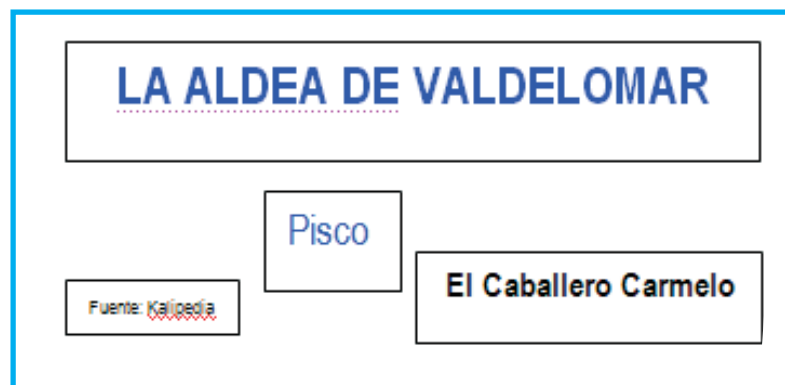 LA ALDEA DE VALDELOMAR
Pisco
El Caballero Carmelo
Fuente: Kalipedia